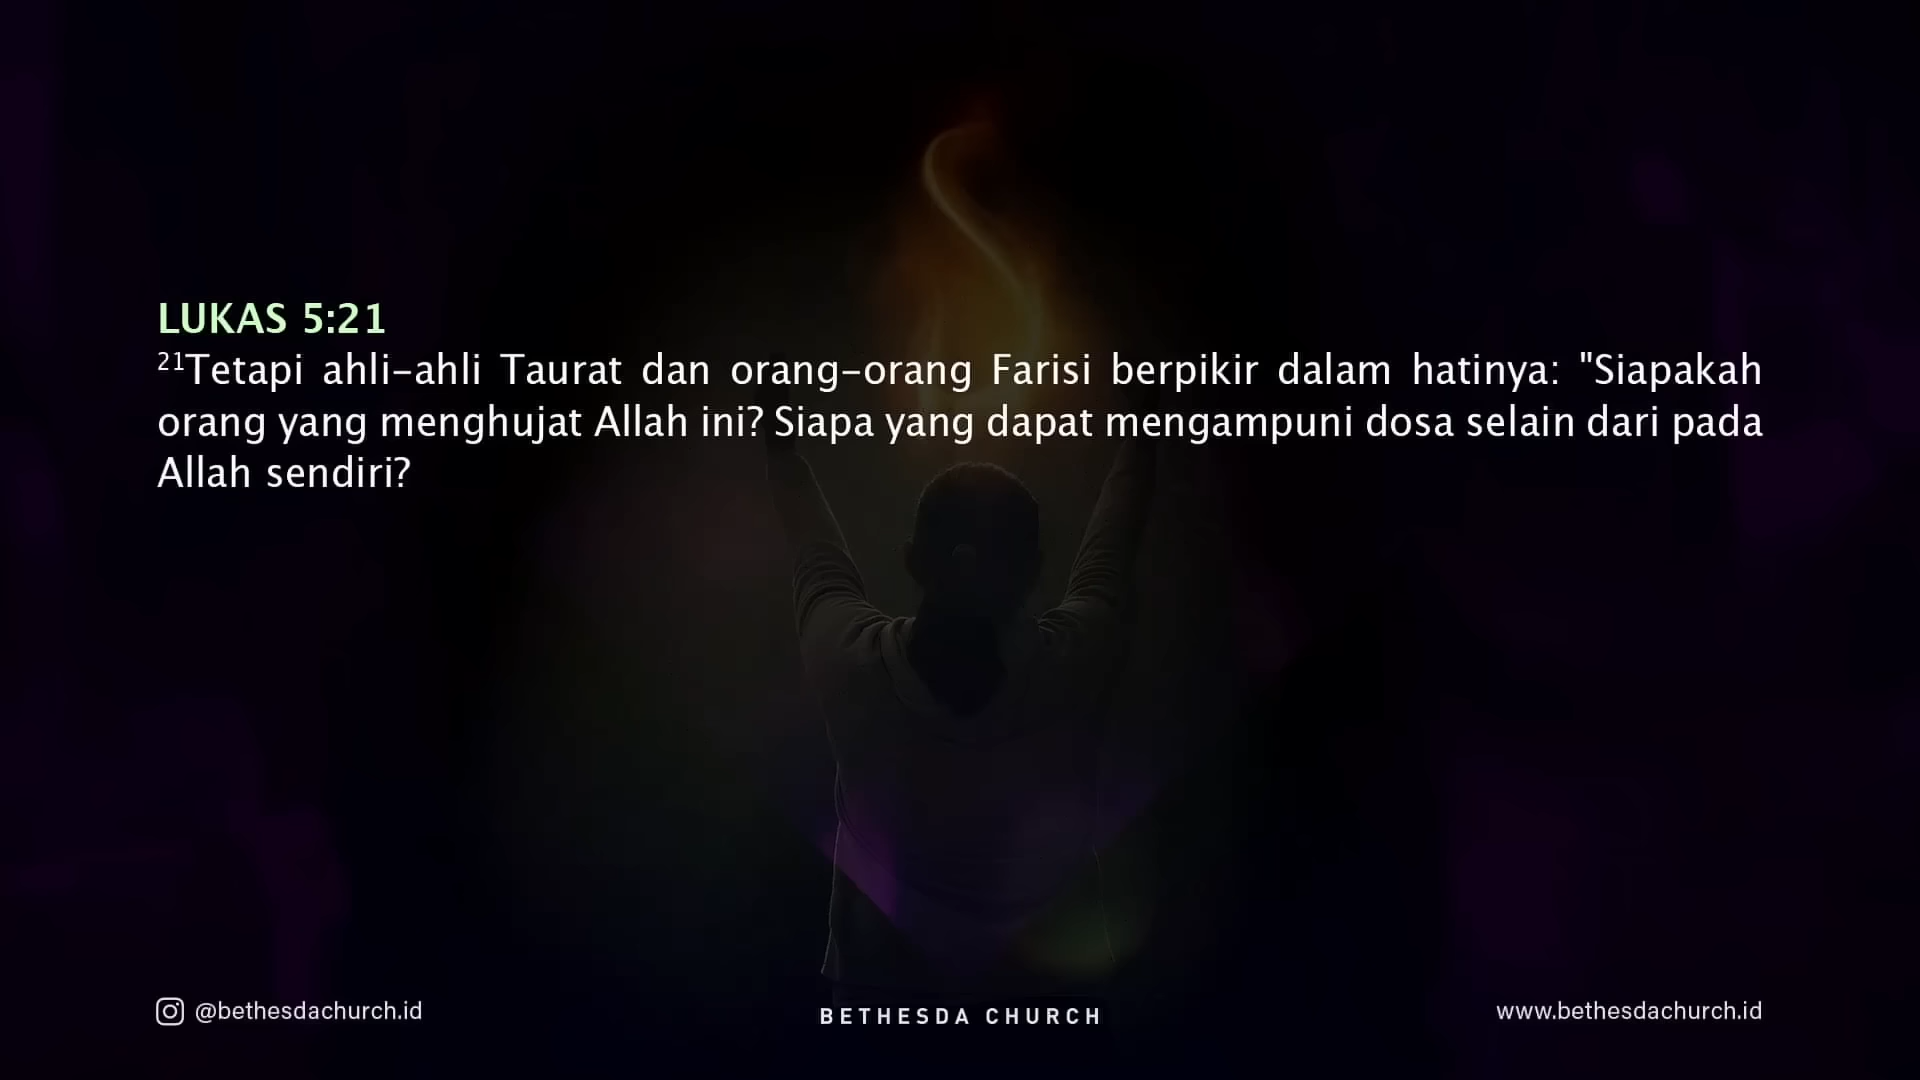 LUKAS 5:21
²¹Tetapi ahli-ahli Taurat dan orang-orang Farisi berpikir dalam hatinya: "Siapakah
orang yang menghujat Allah ini? Siapa yang dapat mengampuni dosa selain dari pada
Allah sendiri?
@bethesdachurch.id
BETHESDA CHURCH
www.bethesdachurch.id